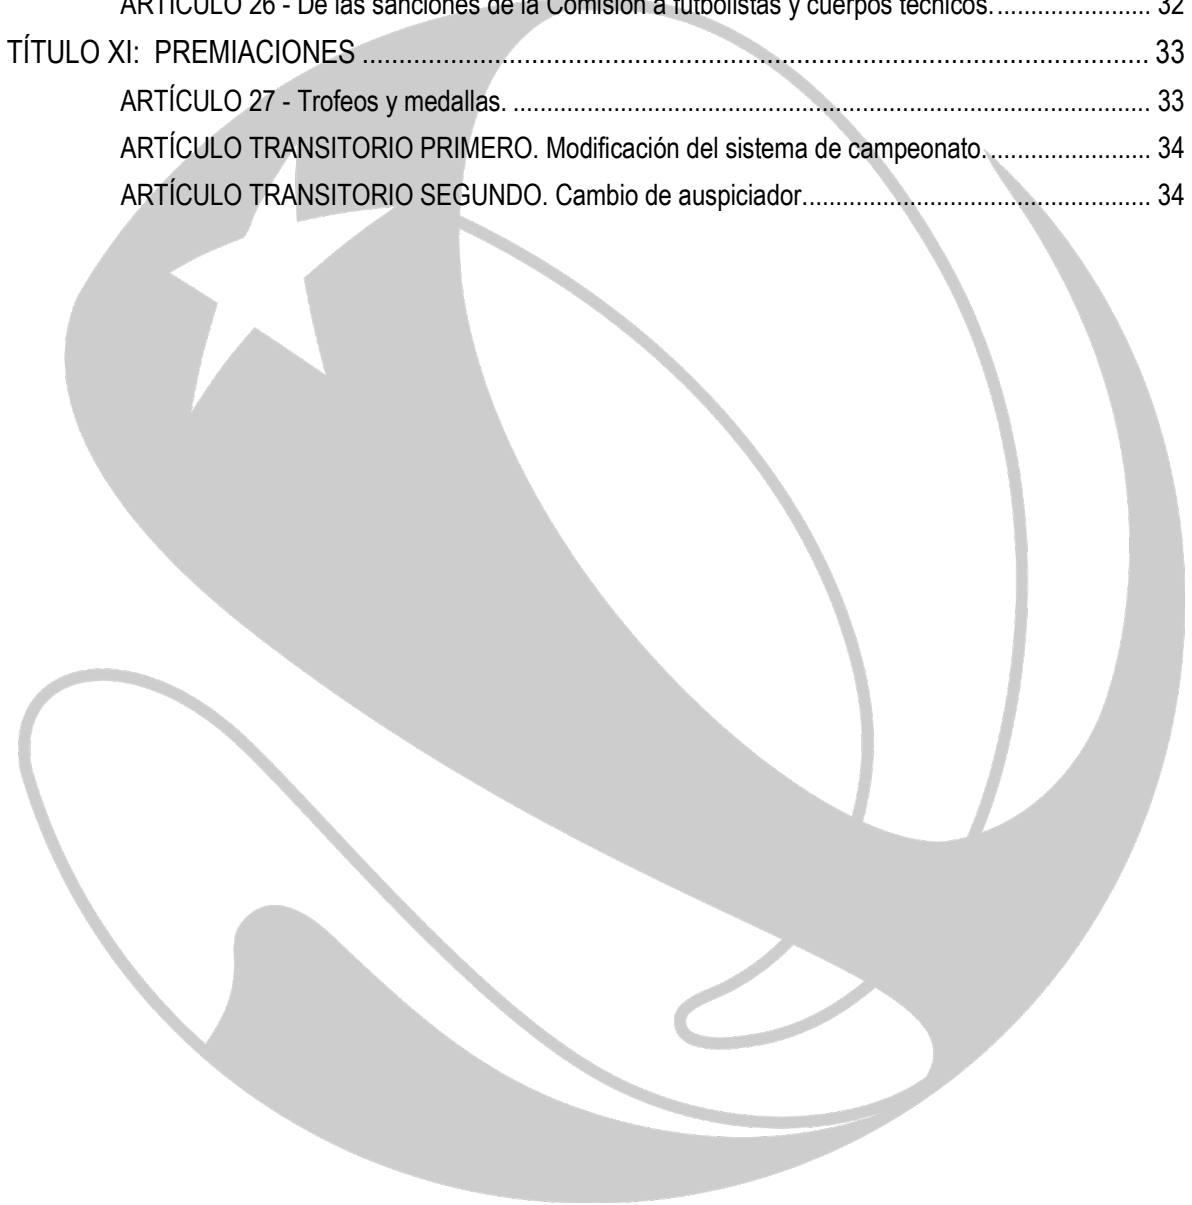 ARTÍCULO 26 - De las sanciones de la Comisión a futbolistas y cuerpos técnicos. ........................ 32
TÍTULO XI: PREMIACIONES ........................................................................................................ 33
ARTÍCULO 27 - Trofeos y medallas. ............................................................................................ 33
ARTÍCULO TRANSITORIO PRIMERO. Modificación del sistema de campeonato. ........................ 34
ARTÍCULO TRANSITORIO SEGUNDO. Cambio de auspiciador. .................................................. 34